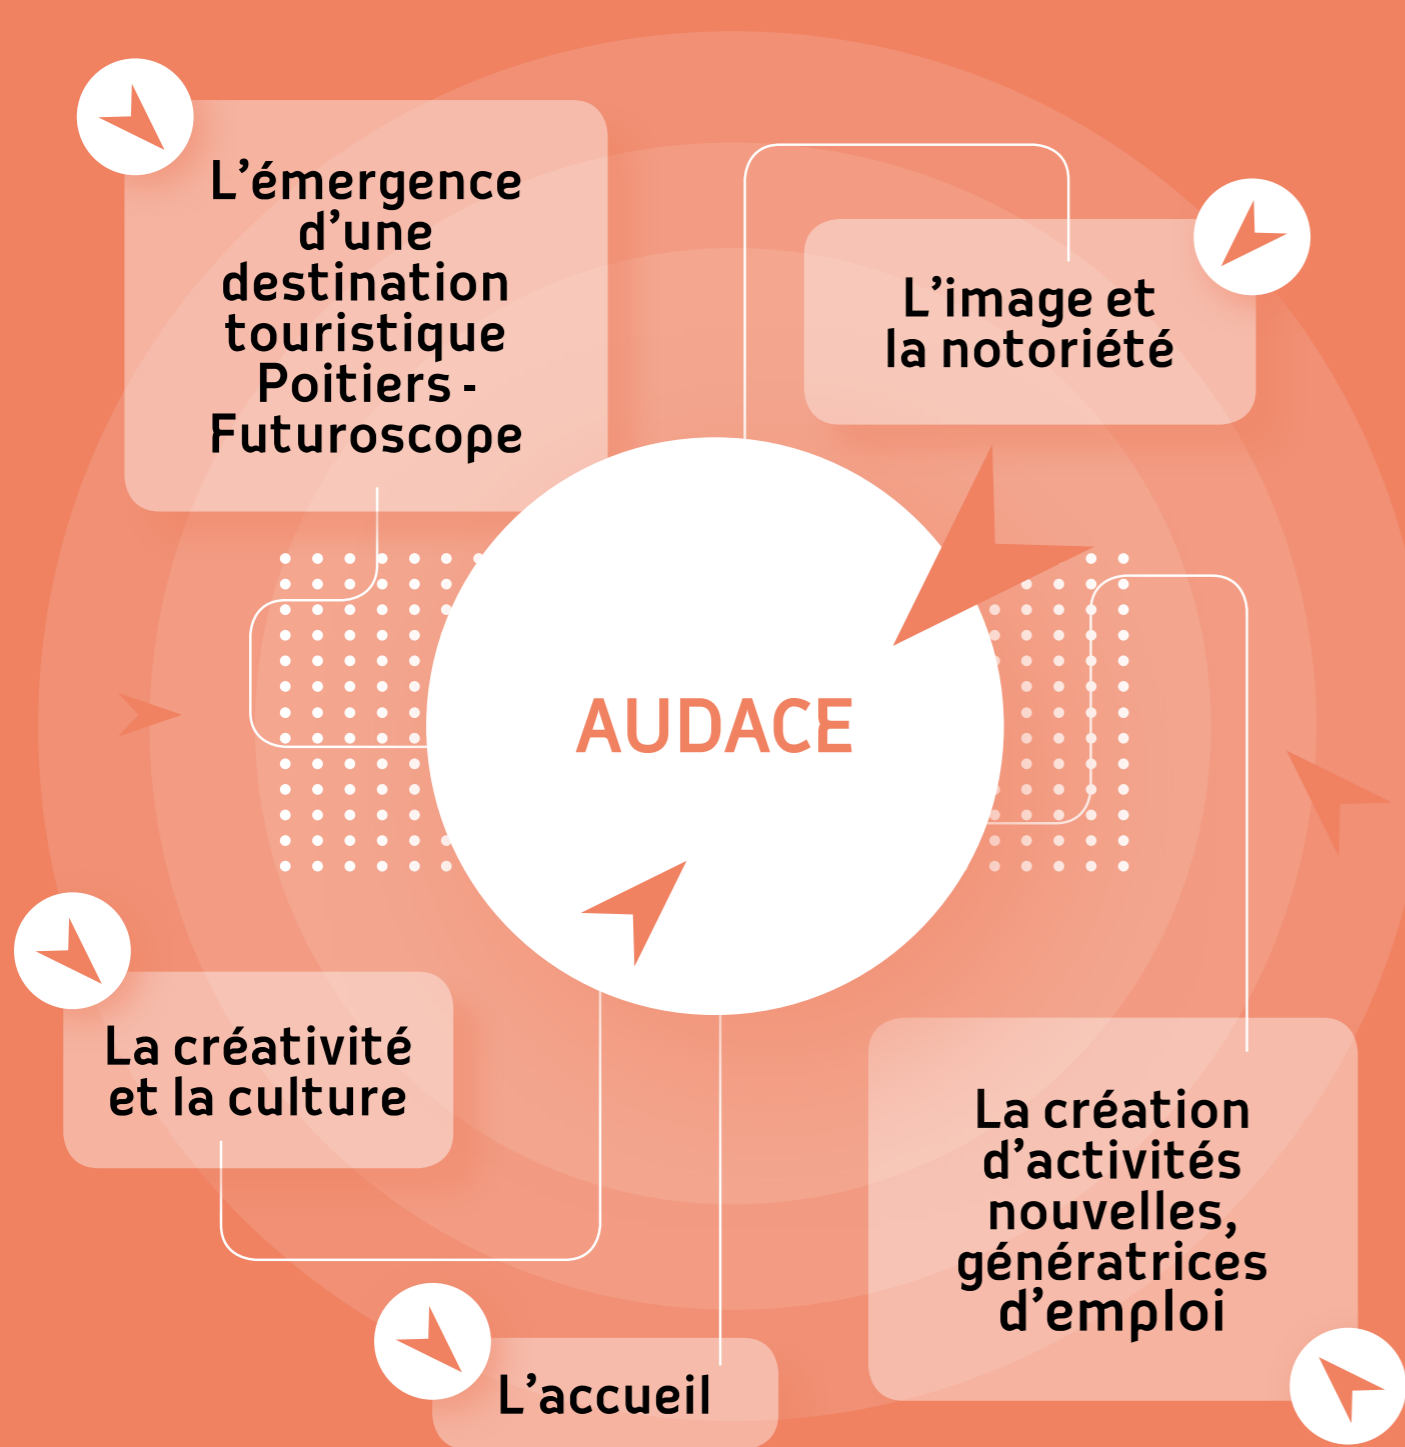 L’émergence
d’une
destination
touristique
Poitiers -
Futuroscope
L’image et
la notoriété
AUDACE
La créativité
et la culture
La création
d’activités
nouvelles,
génératrices
d’emploi
L’accueil